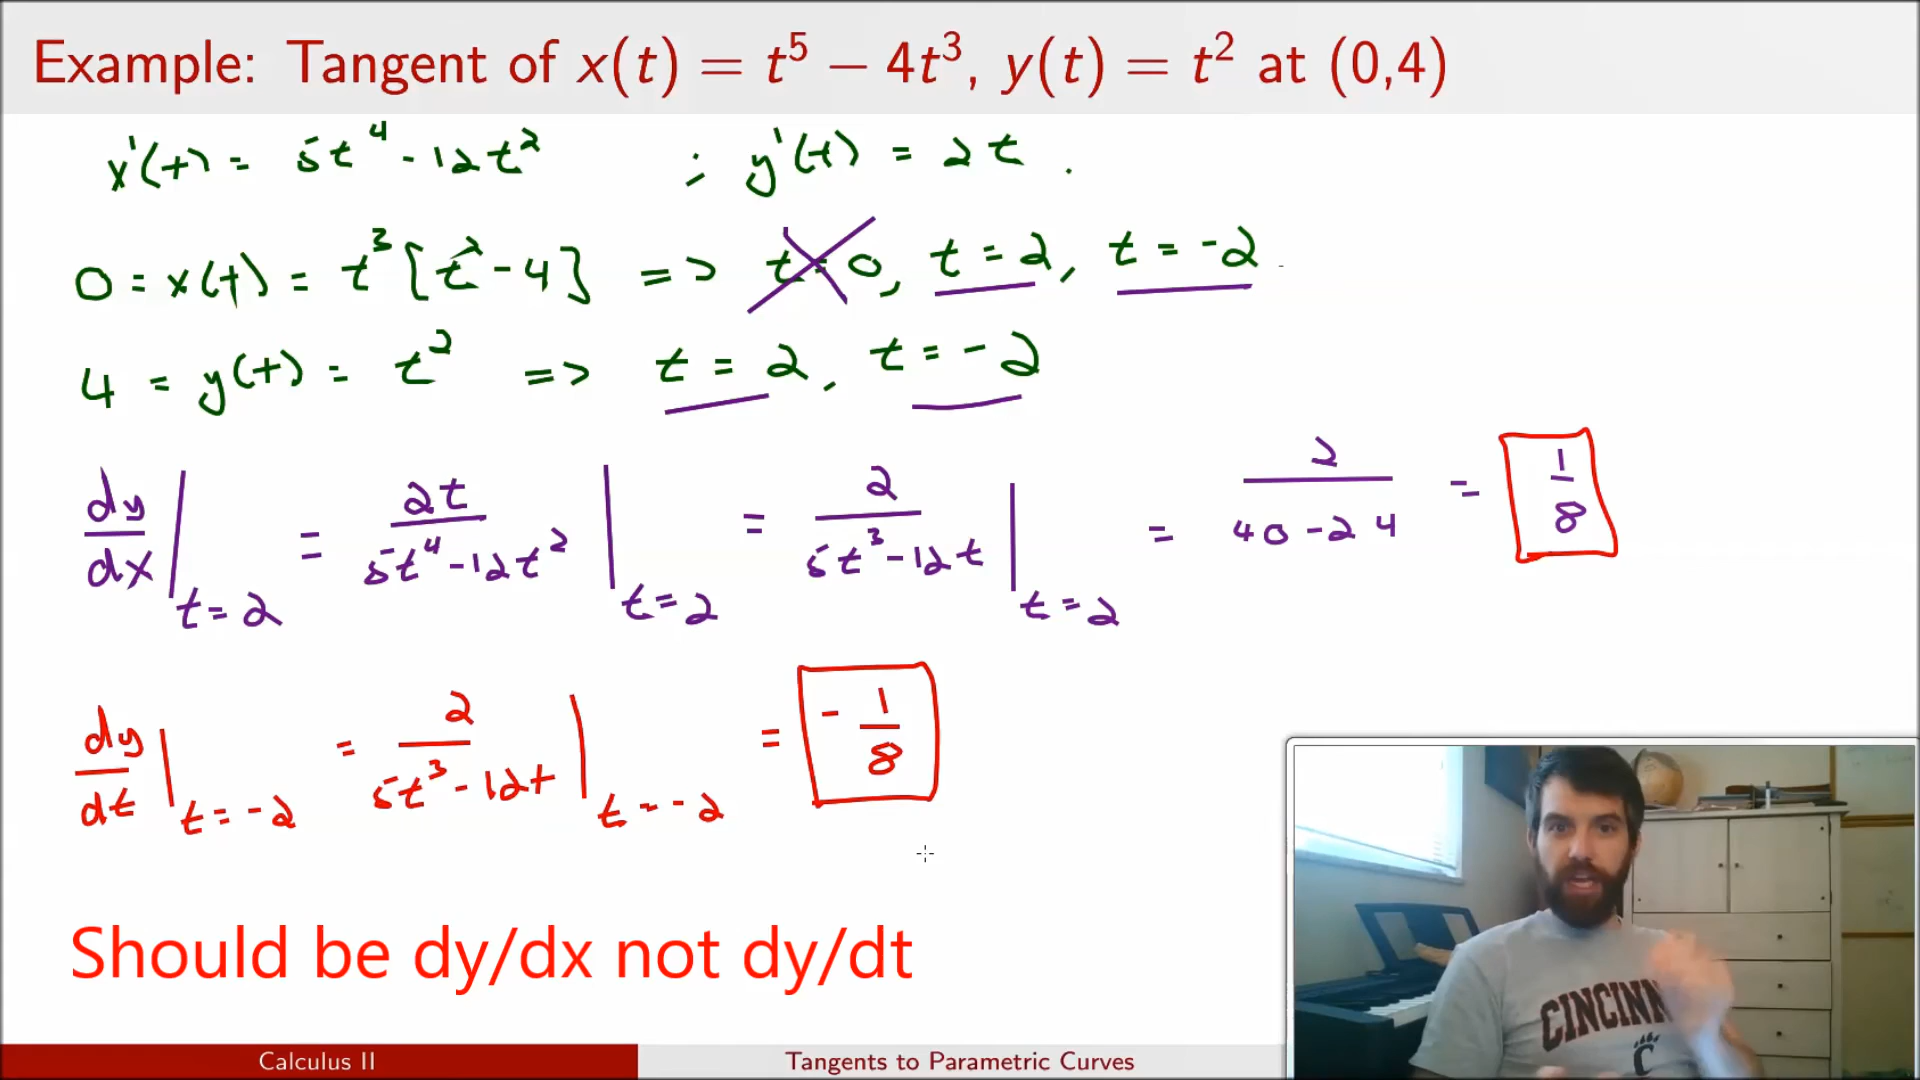 Example: Tangent of x(t) = t⁵ − 4t³, y(t) = t² at (0,4)
x'(t) = 5t⁴ - 12t² ; y'(t) = 2t .
0 = x(t) = t³[t² - 4] => t = 0, t = 2, t = -2
4 = y(t) = t² => t = 2, t = -2
dy/dx |t=2 = 2t/(5t⁴ - 12t²) |t=2 = 2/(5t³ - 12t) |t=2 = 2/(40 - 24) = 1/8
dy/dt |t=-2 = 2/(5t³ - 12t) |t=-2 = -1/8
Should be dy/dx not dy/dt
CINCINN
C
Calculus II
Tangents to Parametric Curves